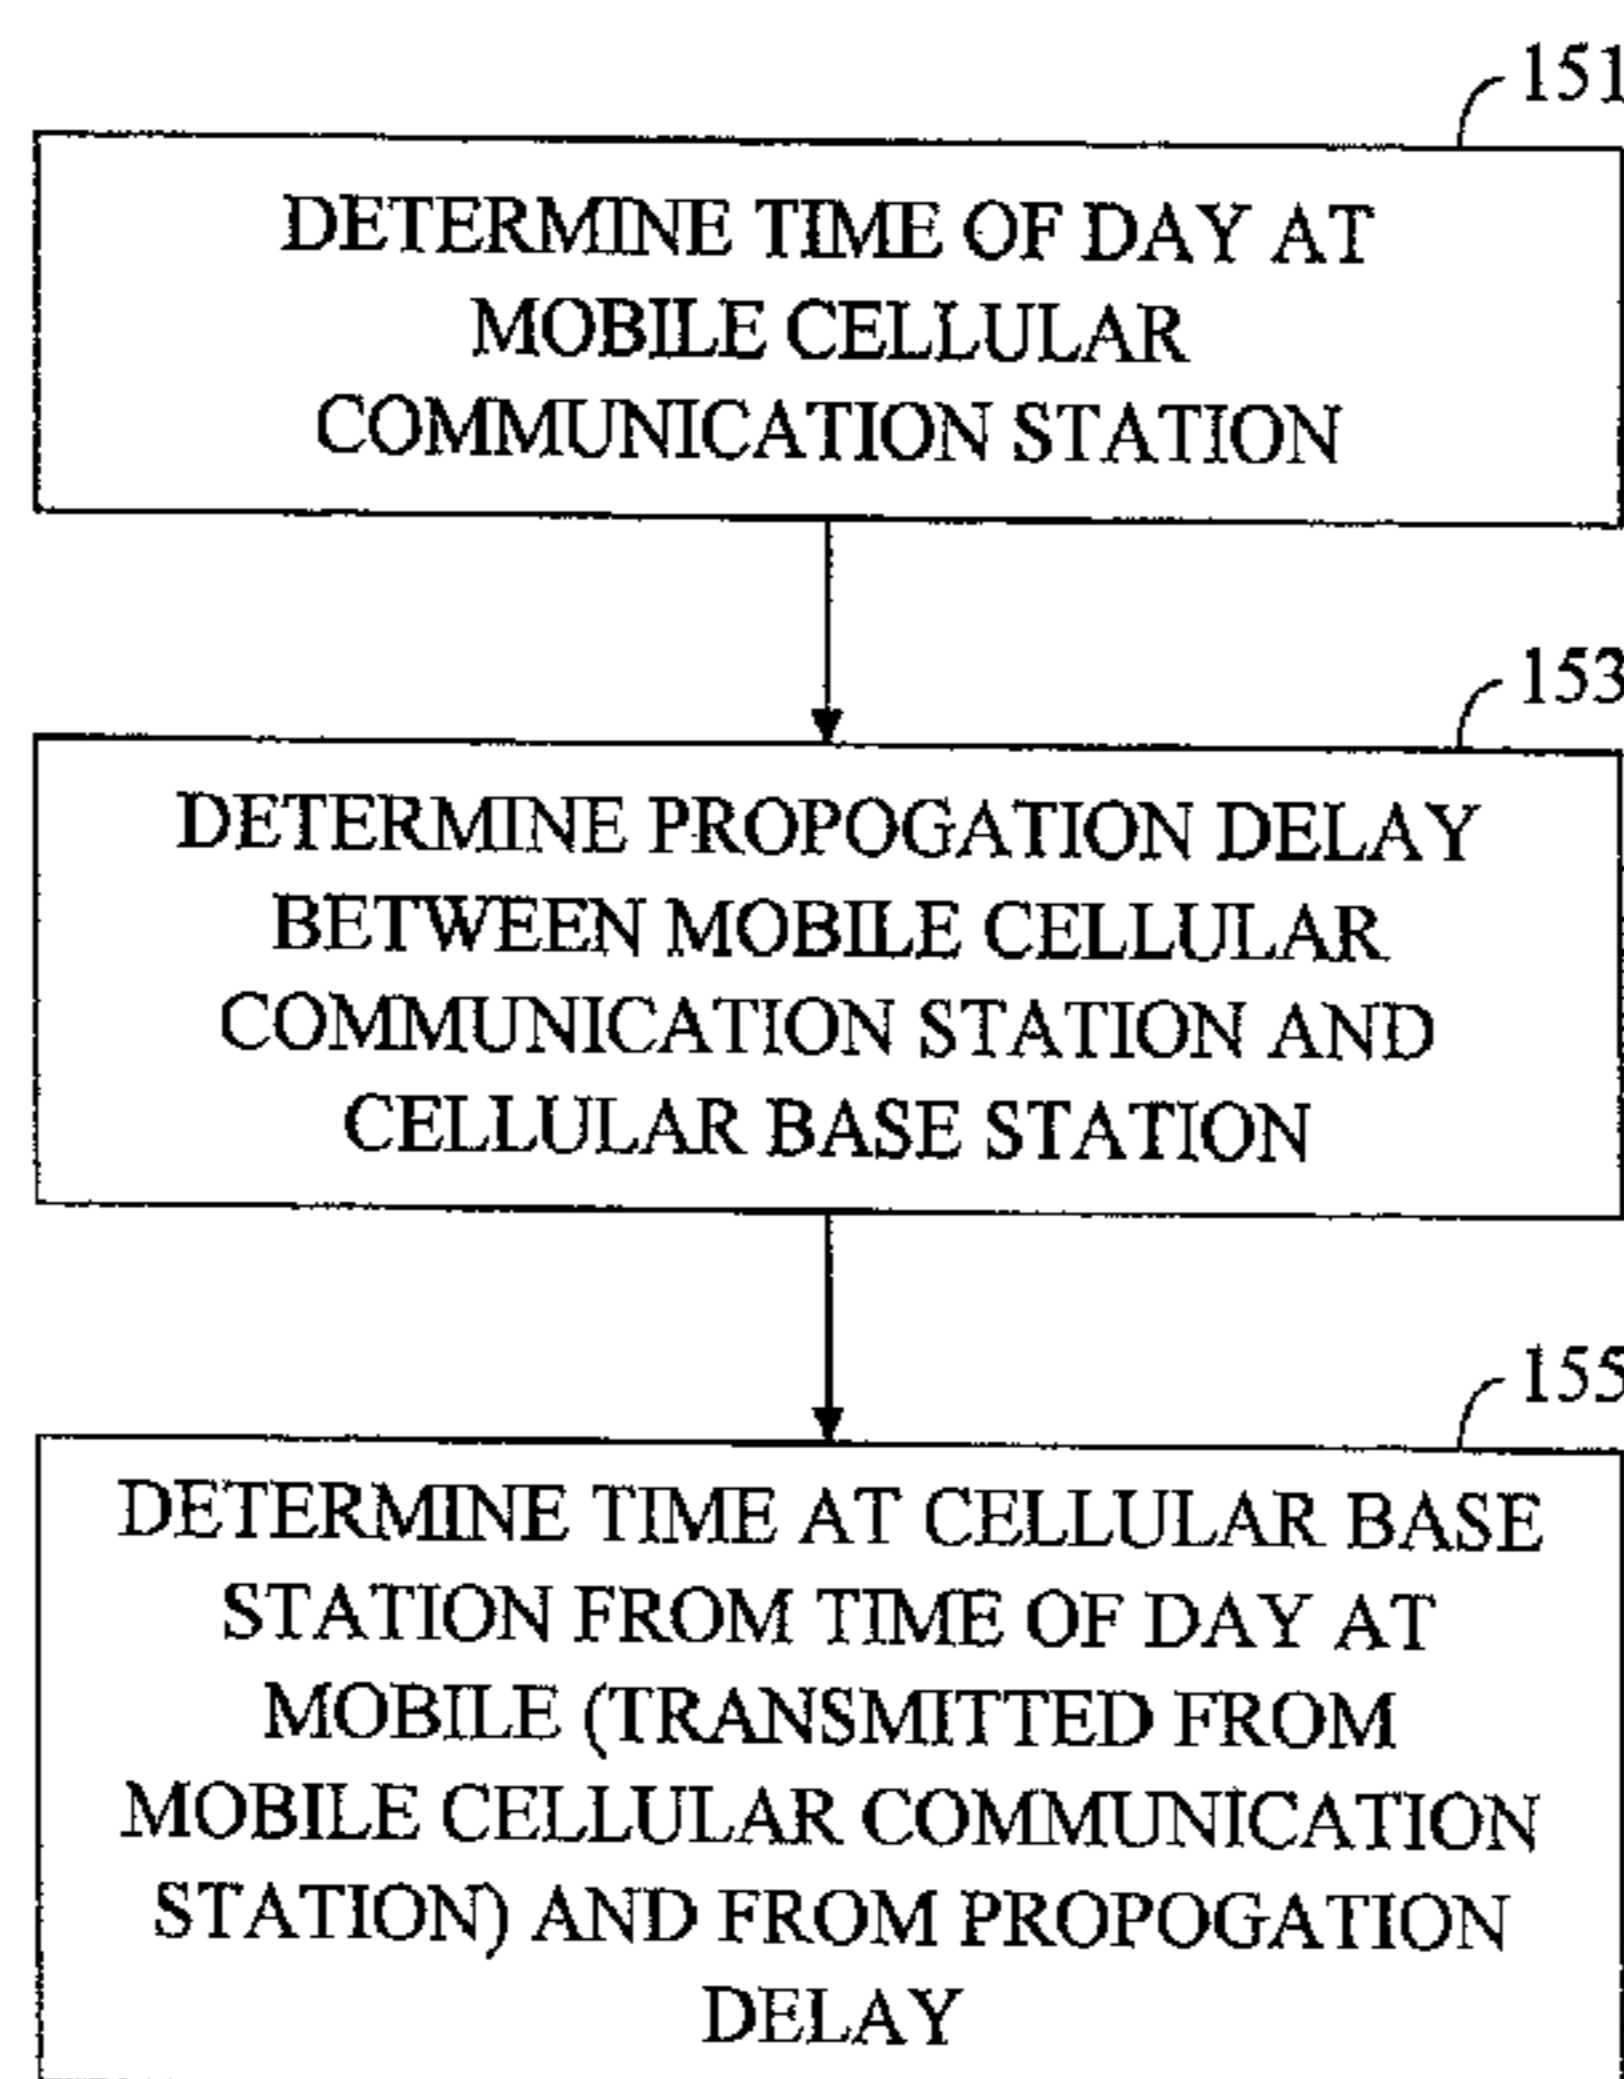 151
DETERMINE TIME OF DAY AT
MOBILE CELLULAR
COMMUNICATION STATION
153
DETERMINE PROPOGATION DELAY
BETWEEN MOBILE CELLULAR
COMMUNICATION STATION AND
CELLULAR BASE STATION
155
DETERMINE TIME AT CELLULAR BASE
STATION FROM TIME OF DAY AT
MOBILE (TRANSMITTED FROM
MOBILE CELLULAR COMMUNICATION
STATION) AND FROM PROPOGATION
DELAY